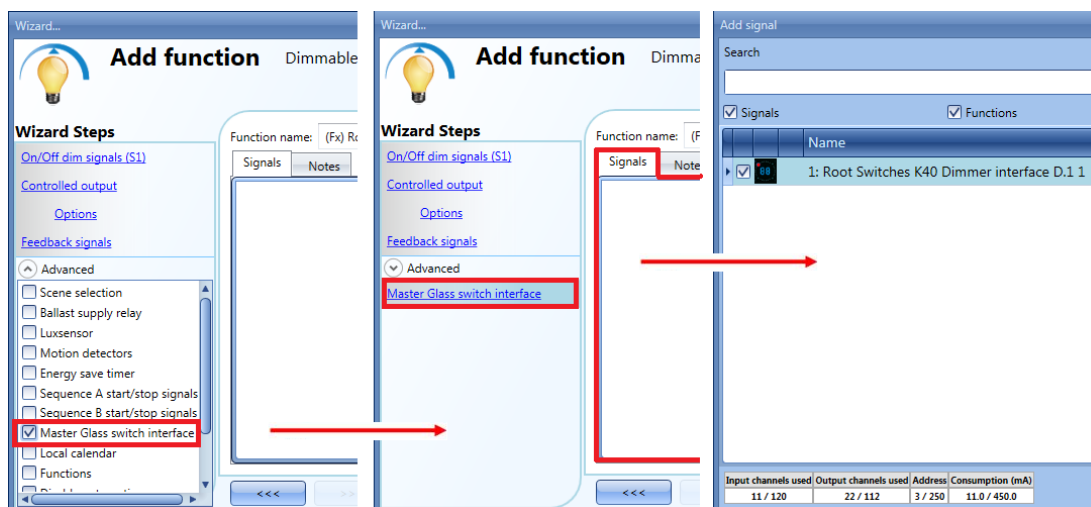 Wizard...
Add function Dimmable
Wizard Steps
On/Off dim signals (S1)
Controlled output
Options
Feedback signals
Advanced
Scene selection
Ballast supply relay
Luxsensor
Motion detectors
Energy save timer
Sequence A start/stop signals
Sequence B start/stop signals
Master Glass switch interface
Local calendar
Functions
Function name: (Fx) Ro
Signals Notes
<<< >>
Wizard...
Add function Dimma
Wizard Steps
On/Off dim signals (S1)
Controlled output
Options
Feedback signals
Advanced
Master Glass switch interface
Function name: (F
Signals Note
<<<
Add signal
Search
Signals Functions
Name
88 1: Root Switches K40 Dimmer interface D.1 1
Input channels used Output channels used Address Consumption (mA)
11 / 120 22 / 112 3 / 250 11.0 / 450.0